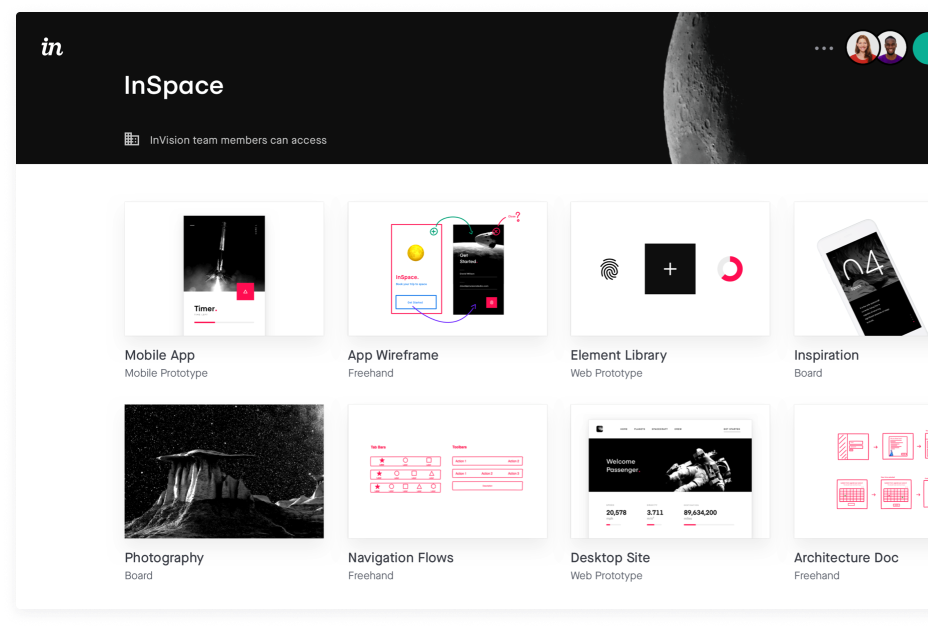 in
InSpace
InVision team members can access
Timer.
InSpace.
Get
Started.
04
Mobile App
Mobile Prototype
App Wireframe
Freehand
Element Library
Web Prototype
Inspiration
Board
Tab Bars
Welcome
Passenger.
20,578
3.711
89,634,200
Photography
Board
Navigation Flows
Freehand
Desktop Site
Web Prototype
Architecture Doc
Freehand